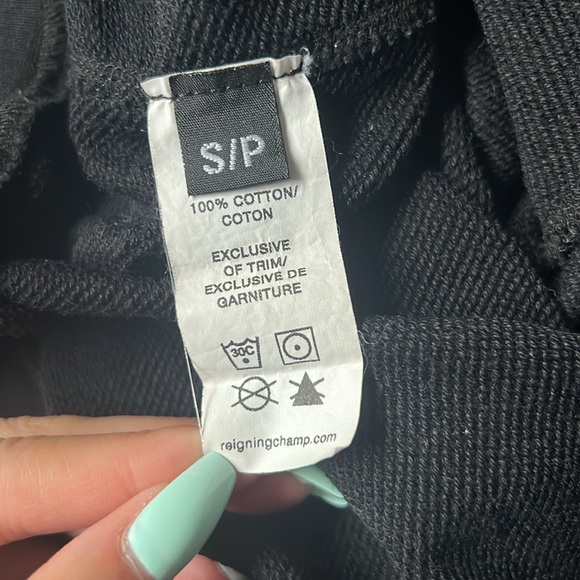 S/P
100% COTTON/
COTON
EXCLUSIVE
OF TRIM/
EXCLUSIVE DE
GARNITURE
30C
reigningchamp.com